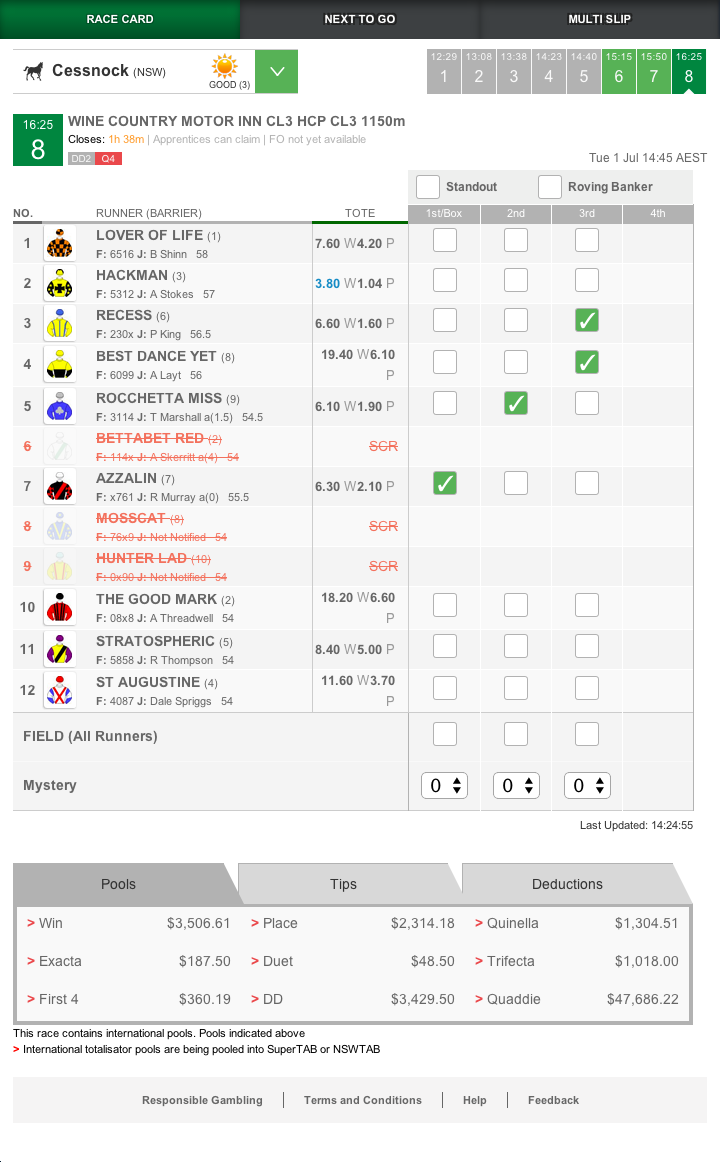 RACE CARD NEXT TO GO MULTI SLIP
Cessnock (NSW)
GOOD (3)
12:29 13:08 13:38 14:23 14:40 15:15 15:50 16:25
1 2 3 4 5 6 7 8
16:25
8
WINE COUNTRY MOTOR INN CL3 HCP CL3 1150m
Closes: 1h 38m | Apprentices can claim | FO not yet available
DD2 Q4
Tue 1 Jul 14:45 AEST
Standout Roving Banker
NO. RUNNER (BARRIER) TOTE 1st/Box 2nd 3rd 4th
1 LOVER OF LIFE (1) 7.60 W4.20 P
F: 6516 J: B Shinn 58
2 HACKMAN (3) 3.80 W1.04 P
F: 5312 J: A Stokes 57
3 RECESS (6) 6.60 W1.60 P
F: 230x J: P King 56.5
4 BEST DANCE YET (8) 19.40 W6.10 P
F: 6099 J: A Layt 56
5 ROCCHETTA MISS (9) 6.10 W1.90 P
F: 3114 J: T Marshall a(1.5) 54.5
6 BETTABET RED (2) SCR
F: 114x J: A Skerritt a(4) 54
7 AZZALIN (7) 6.30 W2.10 P
F: x761 J: R Murray a(0) 55.5
8 MOSSCAT (8) SCR
F: 76x9 J: Not Notified 54
9 HUNTER LAD (10) SCR
F: 0x90 J: Not Notified 54
10 THE GOOD MARK (2) 18.20 W6.60 P
F: 08x8 J: A Threadwell 54
11 STRATOSPHERIC (5) 8.40 W5.00 P
F: 5858 J: R Thompson 54
12 ST AUGUSTINE (4) 11.60 W3.70 P
F: 4087 J: Dale Spriggs 54
FIELD (All Runners)
Mystery 0 0 0
Last Updated: 14:24:55
Pools Tips Deductions
> Win $3,506.61 > Place $2,314.18 > Quinella $1,304.51
> Exacta $187.50 > Duet $48.50 > Trifecta $1,018.00
> First 4 $360.19 > DD $3,429.50 > Quaddie $47,686.22
This race contains international pools. Pools indicated above
> International totalisator pools are being pooled into SuperTAB or NSWTAB
Responsible Gambling | Terms and Conditions | Help | Feedback